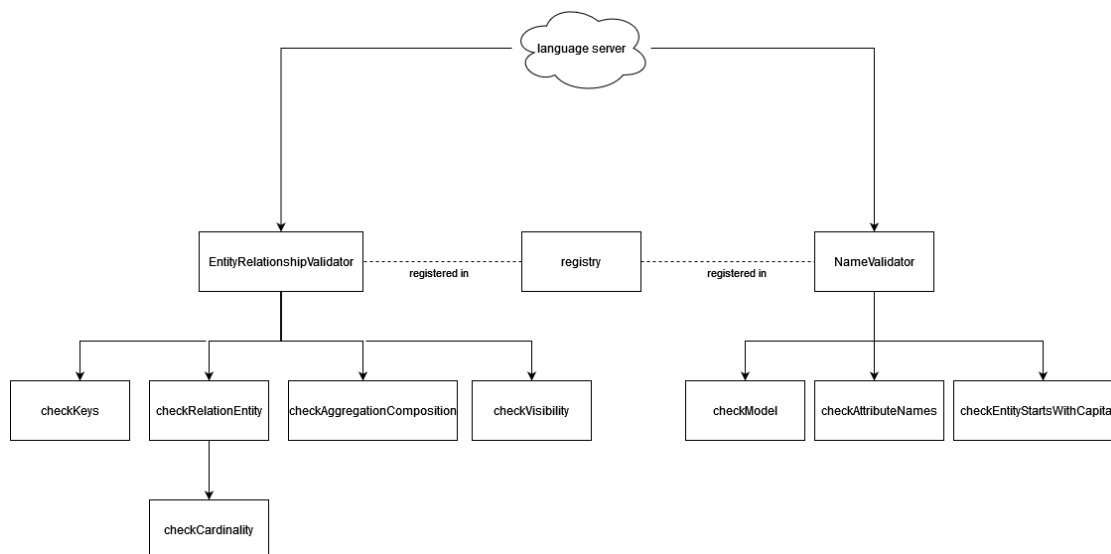 language server
EntityRelationshipValidator
registry
NameValidator
registered in
registered in
checkKeys
checkRelationEntity
checkAggregationComposition
checkVisibility
checkModel
checkAttributeNames
checkEntityStartsWithCapita
checkCardinality